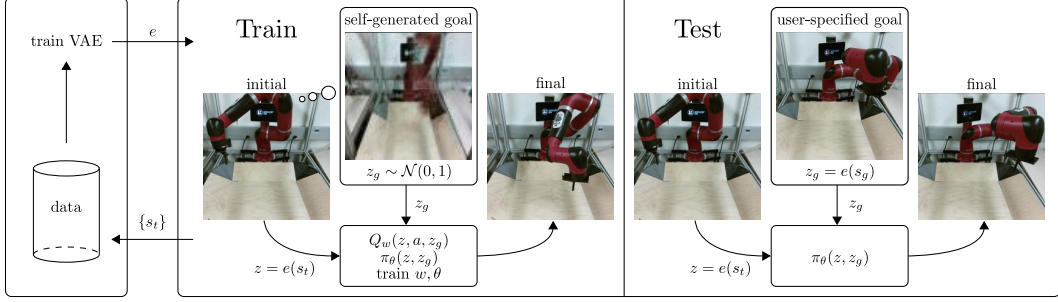 train VAE
e
data
{s_t}
Train
self-generated goal
initial
final
z_g ∼ 𝒩(0, 1)
z_g
z = e(s_t)
Q_w(z, a, z_g)
π_θ(z, z_g)
train w, θ
Test
user-specified goal
initial
final
z_g = e(s_g)
z_g
z = e(s_t)
π_θ(z, z_g)